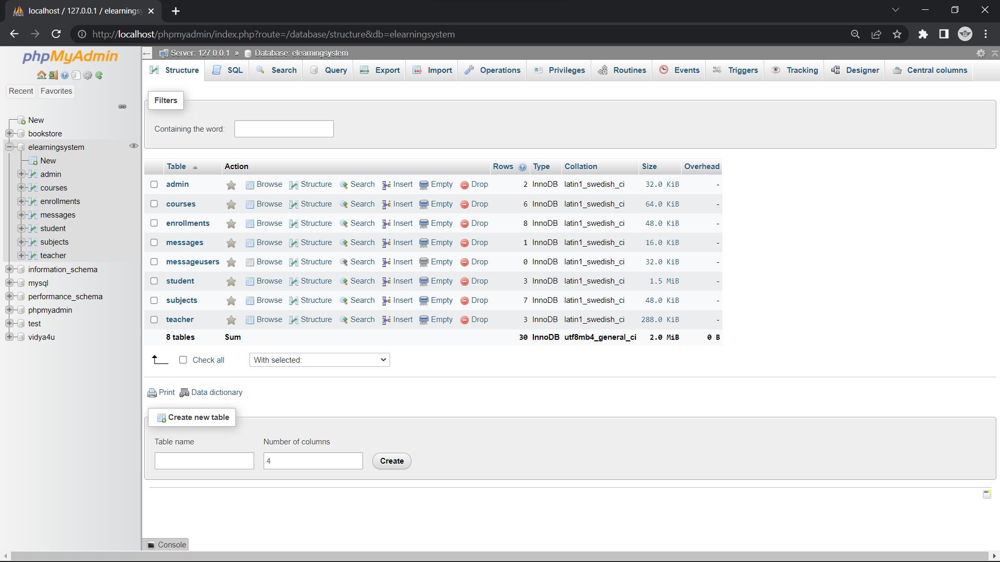 localhost / 127.0.0.1 / elearningsy
http://localhost/phpmyadmin/index.php?route=/database/structure&db=elearningsystem
phpMyAdmin
Recent Favorites
New
bookstore
elearningsystem
New
admin
courses
enrollments
messages
student
subjects
teacher
information_schema
mysql
performance_schema
phpmyadmin
test
vidya4u
Server: 127.0.0.1 » Database: elearningsystem
Structure SQL Search Query Export Import Operations Privileges Routines Events Triggers Tracking Designer Central columns
Filters
Containing the word:
Table Action Rows Type Collation Size Overhead
admin Browse Structure Search Insert Empty Drop 2 InnoDB latin1_swedish_ci 32.0 KiB -
courses Browse Structure Search Insert Empty Drop 6 InnoDB latin1_swedish_ci 64.0 KiB -
enrollments Browse Structure Search Insert Empty Drop 8 InnoDB latin1_swedish_ci 48.0 KiB -
messages Browse Structure Search Insert Empty Drop 1 InnoDB latin1_swedish_ci 16.0 KiB -
messageusers Browse Structure Search Insert Empty Drop 0 InnoDB latin1_swedish_ci 32.0 KiB -
student Browse Structure Search Insert Empty Drop 3 InnoDB latin1_swedish_ci 1.5 MiB -
subjects Browse Structure Search Insert Empty Drop 7 InnoDB latin1_swedish_ci 48.0 KiB -
teacher Browse Structure Search Insert Empty Drop 3 InnoDB latin1_swedish_ci 288.0 KiB -
8 tables Sum 30 InnoDB utf8mb4_general_ci 2.0 MiB 0 B
Check all With selected:
Print Data dictionary
Create new table
Table name Number of columns
4 Create
Console